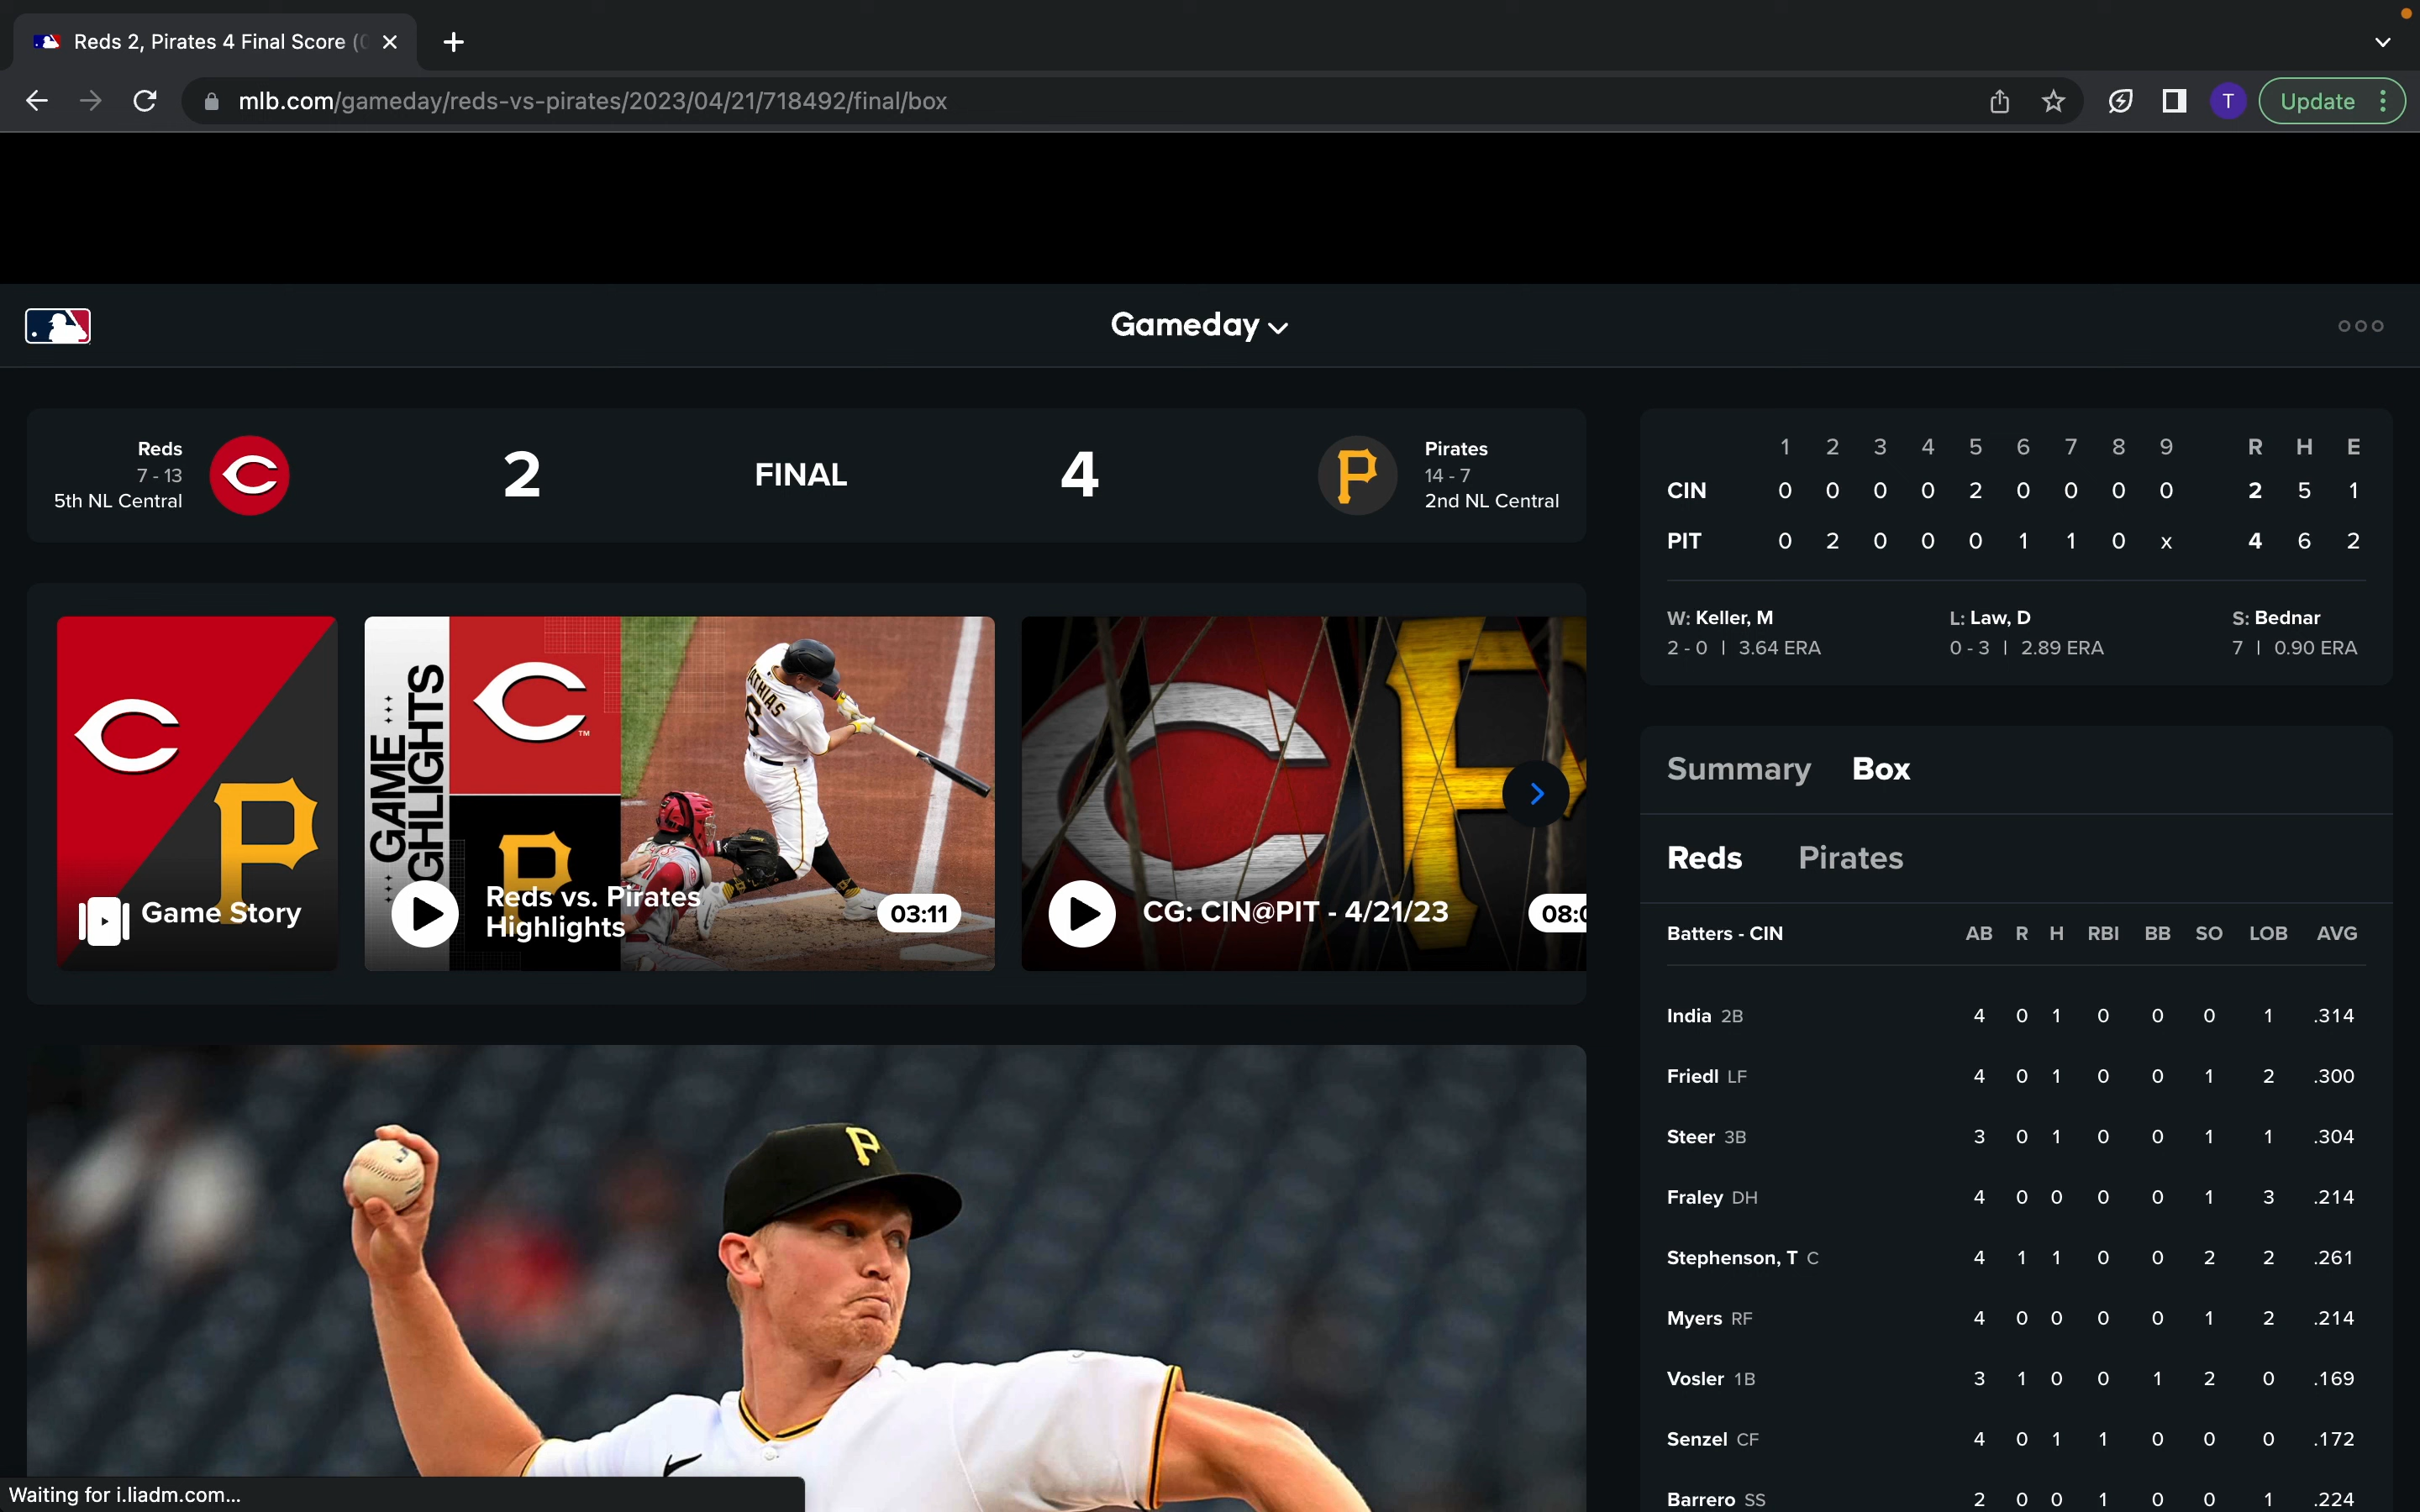 Reds 2, Pirates 4 Final Score (
mlb.com/gameday/reds-vs-pirates/2023/04/21/718492/final/box
T
Update
Gameday
Reds
7 - 13
5th NL Central
2
FINAL
4
Pirates
14 - 7
2nd NL Central
GAME
GHLIGHTS
ATHIAS
6
Game Story
Reds vs. Pirates
Highlights
03:11
CG: CIN@PIT - 4/21/23
08:0
1 2 3 4 5 6 7 8 9 R H E
CIN 0 0 0 0 2 0 0 0 0 2 5 1
PIT 0 2 0 0 0 1 1 0 x 4 6 2
W: Keller, M L: Law, D S: Bednar
2 - 0 | 3.64 ERA 0 - 3 | 2.89 ERA 7 | 0.90 ERA
Summary Box
Reds Pirates
Batters - CIN AB R H RBI BB SO LOB AVG
India 2B 4 0 1 0 0 0 1 .314
Friedl LF 4 0 1 0 0 1 2 .300
Steer 3B 3 0 1 0 0 1 1 .304
Fraley DH 4 0 0 0 0 1 3 .214
Stephenson, T C 4 1 1 0 0 2 2 .261
Myers RF 4 0 0 0 0 1 2 .214
Vosler 1B 3 1 0 0 1 2 0 .169
Senzel CF 4 0 1 1 0 0 0 .172
Barrero SS 2 0 0 1 0 0 1 .224
Waiting for i.liadm.com...